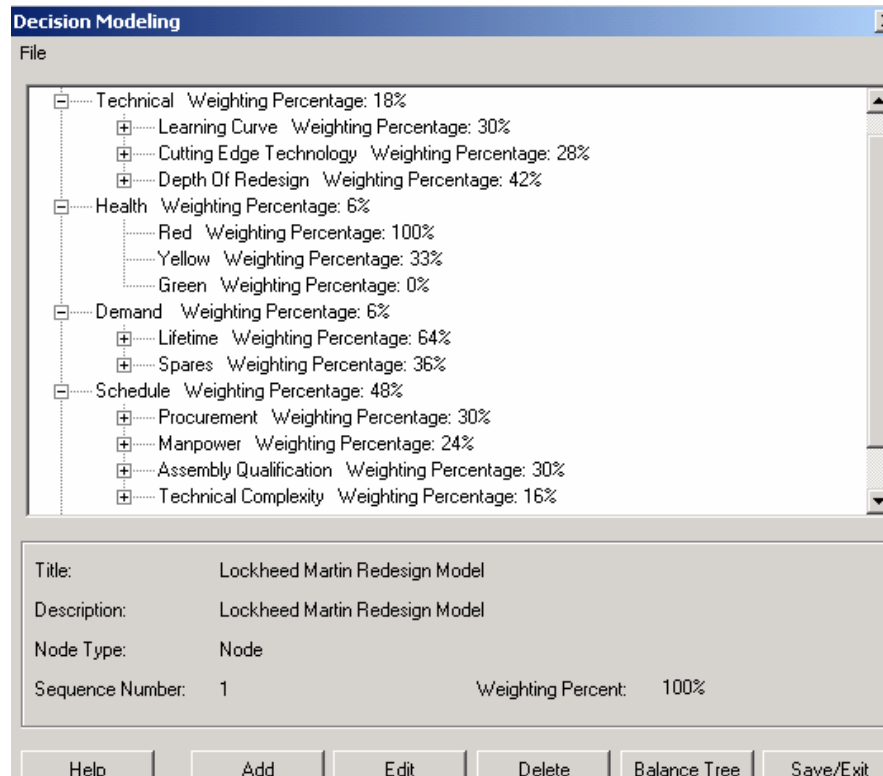 Decision Modeling
File
Technical Weighting Percentage: 18%
Learning Curve Weighting Percentage: 30%
Cutting Edge Technology Weighting Percentage: 28%
Depth Of Redesign Weighting Percentage: 42%
Health Weighting Percentage: 6%
Red Weighting Percentage: 100%
Yellow Weighting Percentage: 33%
Green Weighting Percentage: 0%
Demand Weighting Percentage: 6%
Lifetime Weighting Percentage: 64%
Spares Weighting Percentage: 36%
Schedule Weighting Percentage: 48%
Procurement Weighting Percentage: 30%
Manpower Weighting Percentage: 24%
Assembly Qualification Weighting Percentage: 30%
Technical Complexity Weighting Percentage: 16%
Title: Lockheed Martin Redesign Model
Description: Lockheed Martin Redesign Model
Node Type: Node
Sequence Number: 1 Weighting Percent: 100%
Help Add Edit Delete Balance Tree Save/Exit